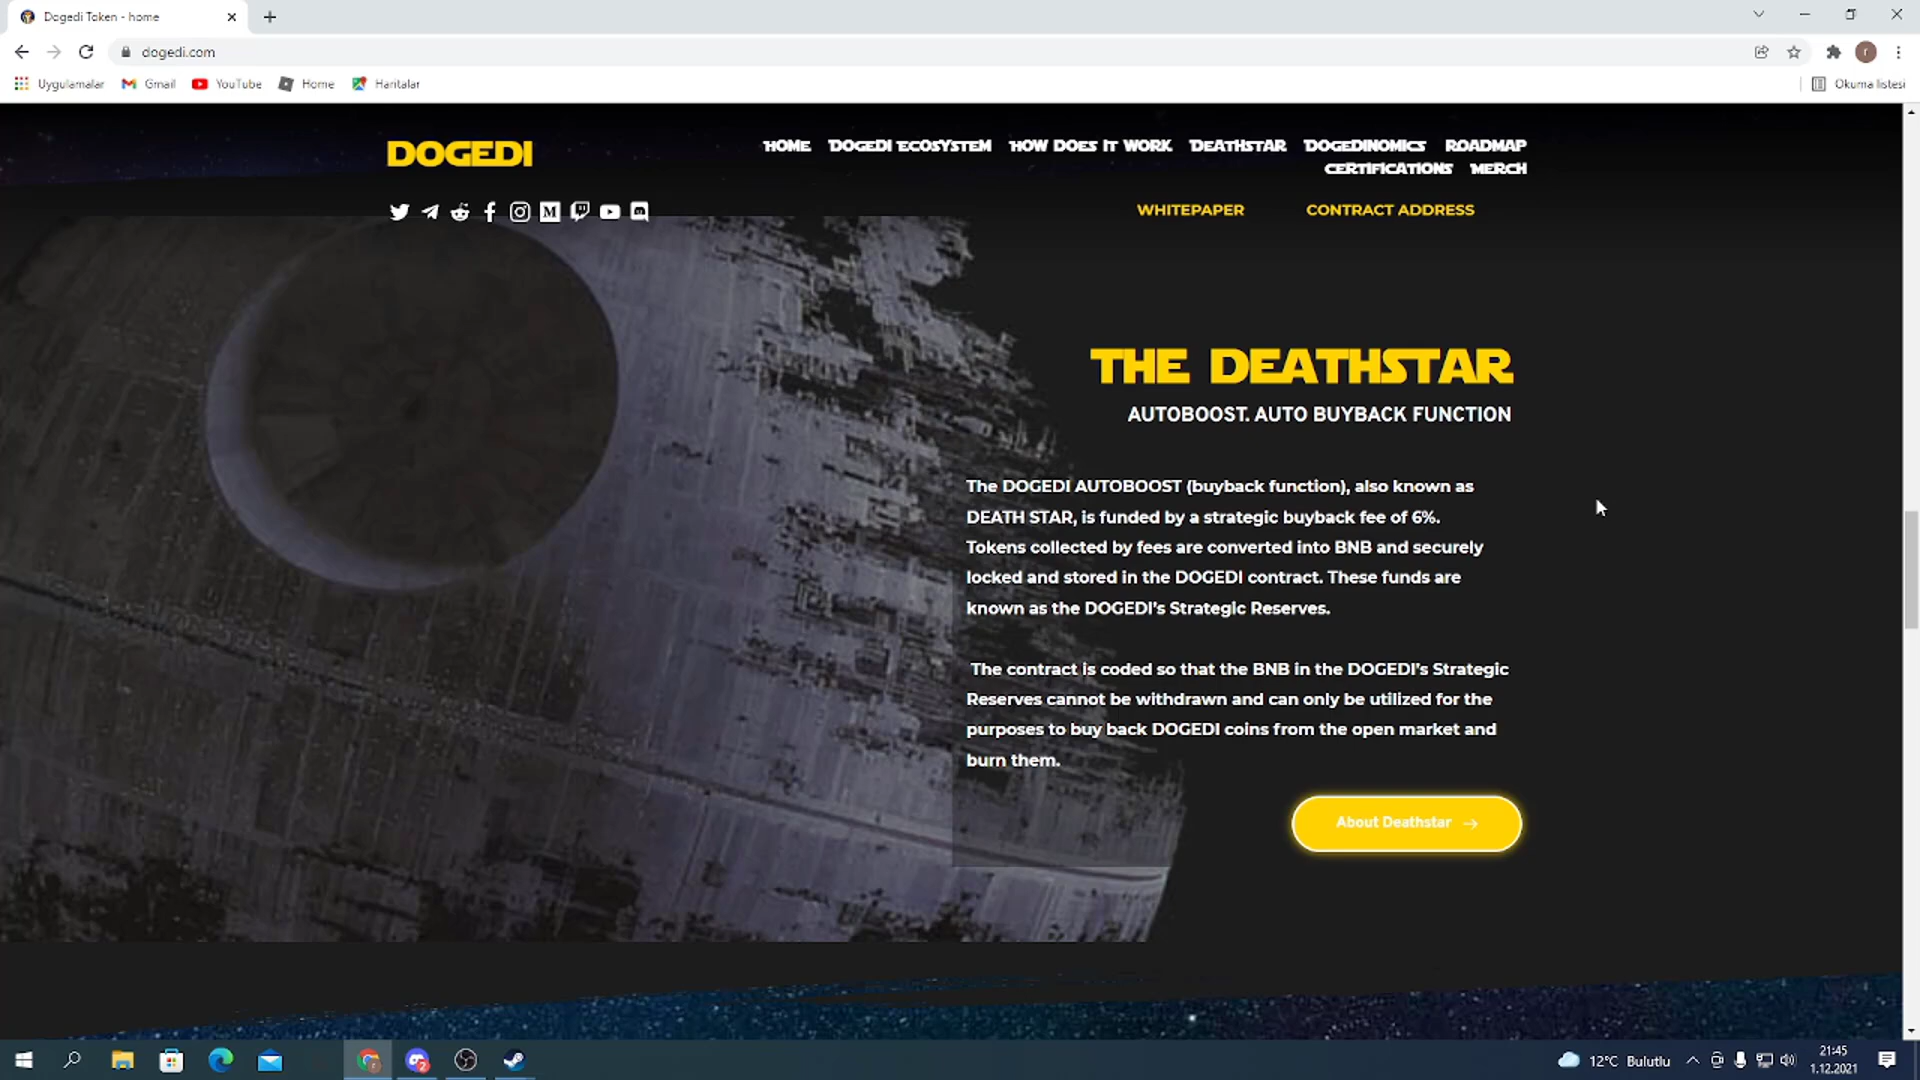 Dogedi Token - home
dogedi.com
r
Uygulamalar
Gmail
YouTube
Home
Haritalar
Okuma listesi
DOGEDI
HOME DOGEDI ECOSYSTEM HOW DOES IT WORK DEATHSTAR DOGEDINOMICS ROADMAP
CERTIFICATIONS MERCH
WHITEPAPER CONTRACT ADDRESS
THE DEATHSTAR
AUTOBOOST. AUTO BUYBACK FUNCTION
The DOGEDI AUTOBOOST (buyback function), also known as
DEATH STAR, is funded by a strategic buyback fee of 6%.
Tokens collected by fees are converted into BNB and securely
locked and stored in the DOGEDI contract. These funds are
known as the DOGEDI's Strategic Reserves.
The contract is coded so that the BNB in the DOGEDI's Strategic
Reserves cannot be withdrawn and can only be utilized for the
purposes to buy back DOGEDI coins from the open market and
burn them.
About Deathstar →
12°C Bulutlu
21:45
1.12.2021